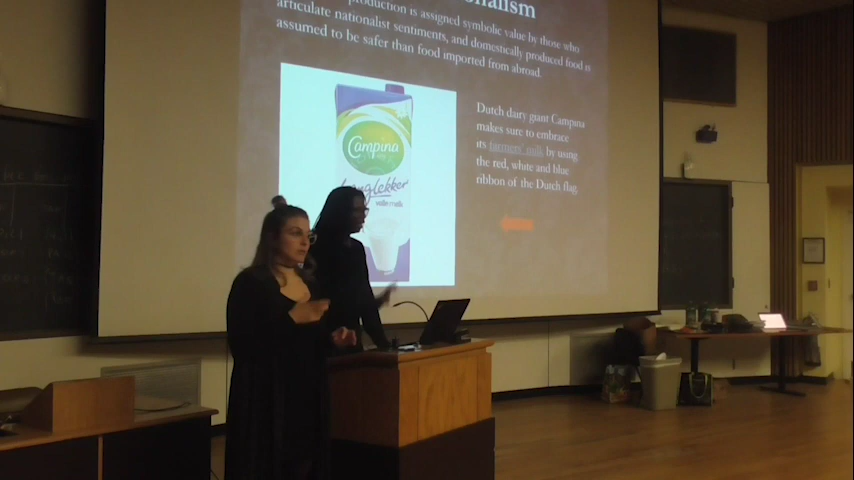 production is assigned symbolic value by those who
articulate nationalist sentiments, and domestically produced food is
assumed to be safer than food imported from abroad.
Dutch dairy giant Campina
makes sure to embrace
its farmers' milk by using
the red, white and blue
ribbon of the Dutch flag
Campina